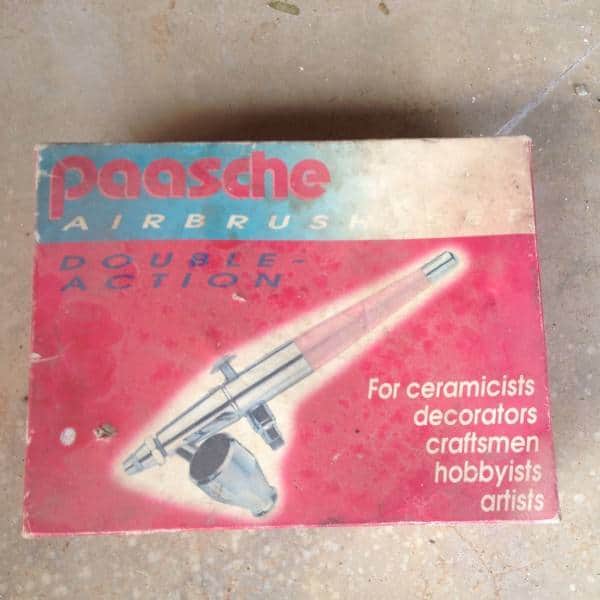 paasche
AIRBRUSH
DOUBLE-
ACTION
For ceramicists
decorators
craftsmen
hobbyists
artists